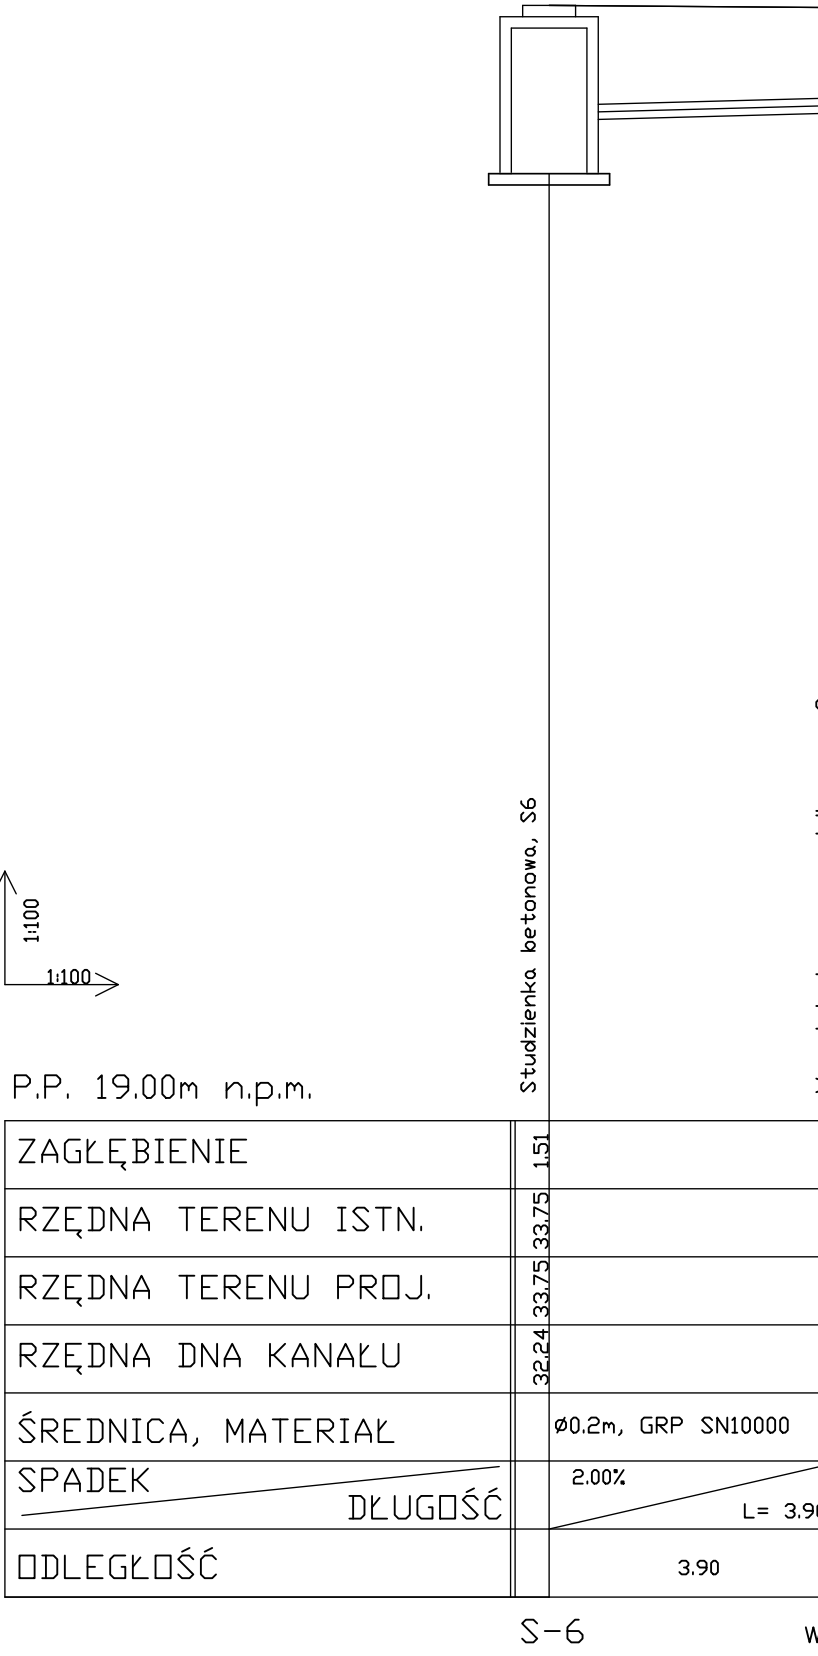 Studzienka betonowa, S6
1:100
1:100
P.P. 19.00m n.p.m.
ZAGŁĘBIENIE 1.51
RZĘDNA TERENU ISTN. 33.75
RZĘDNA TERENU PROJ. 33.75
RZĘDNA DNA KANAŁU 32.24
ŚREDNICA, MATERIAŁ ø0.2m, GRP SN10000
SPADEK 2.00%
DŁUGOŚĆ L= 3.90
ODLEGŁOŚĆ 3.90
S-6